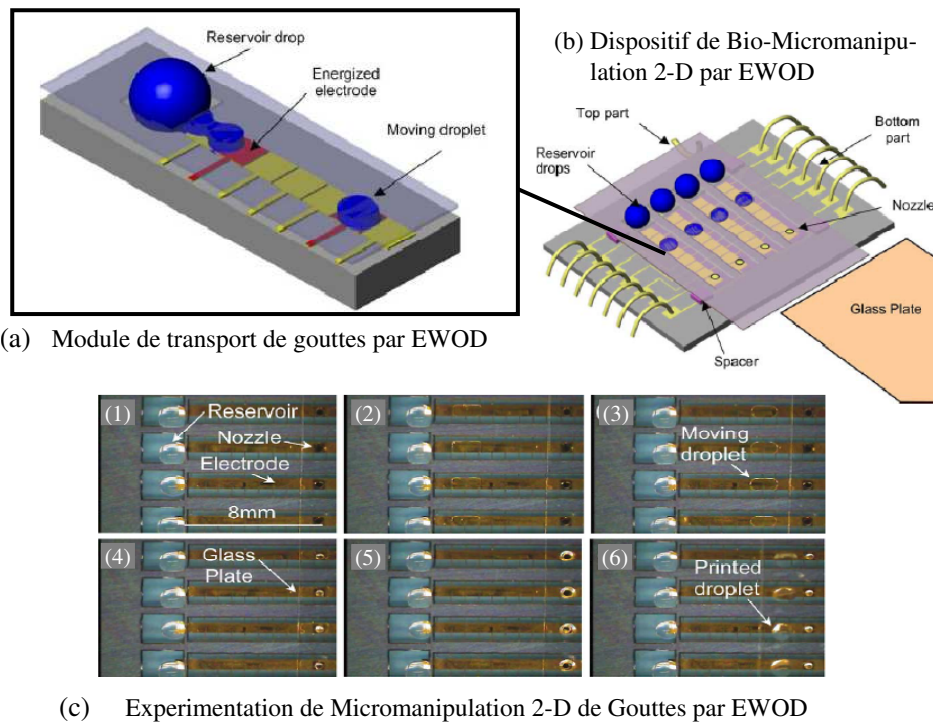 Reservoir drop
Energized
electrode
Moving droplet
(a) Module de transport de gouttes par EWOD
(b) Dispositif de Bio-Micromanipu-
lation 2-D par EWOD
Top part
Bottom
part
Reservoir
drops
Nozzle
Glass Plate
Spacer
(1)
Reservoir
Nozzle
Electrode
8mm
(2)
(3)
Moving
droplet
(4)
Glass
Plate
(5)
(6)
Printed
droplet
(c) Experimentation de Micromanipulation 2-D de Gouttes par EWOD